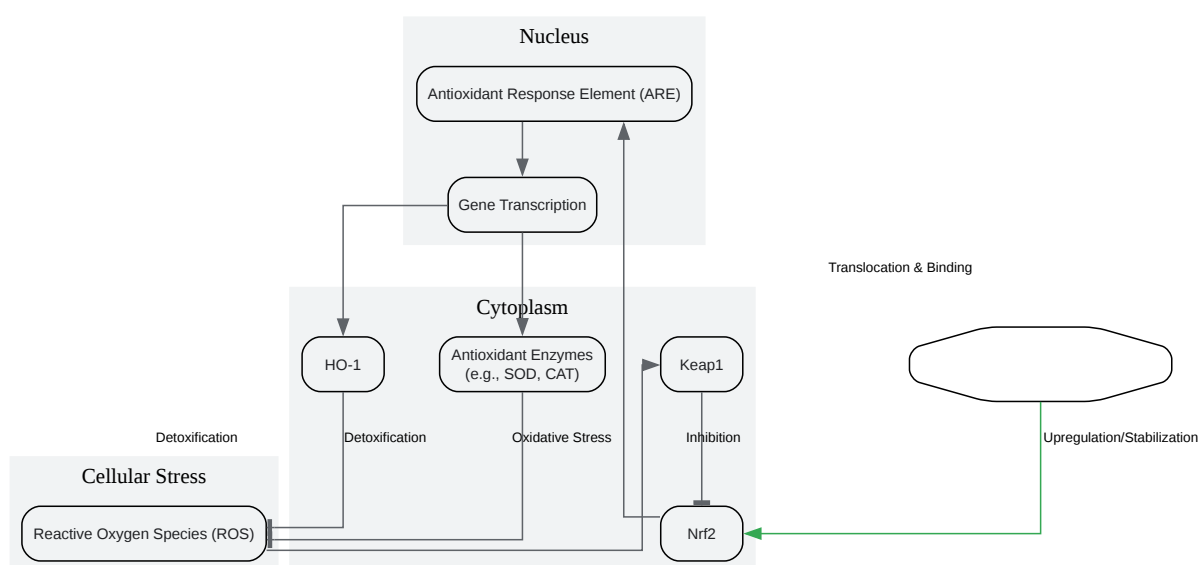 Nucleus
Antioxidant Response Element (ARE)
Gene Transcription
Translocation & Binding
Cytoplasm
HO-1
Antioxidant Enzymes
(e.g., SOD, CAT)
Keap1
Detoxification
Detoxification
Oxidative Stress
Inhibition
Upregulation/Stabilization
Cellular Stress
Reactive Oxygen Species (ROS)
Nrf2